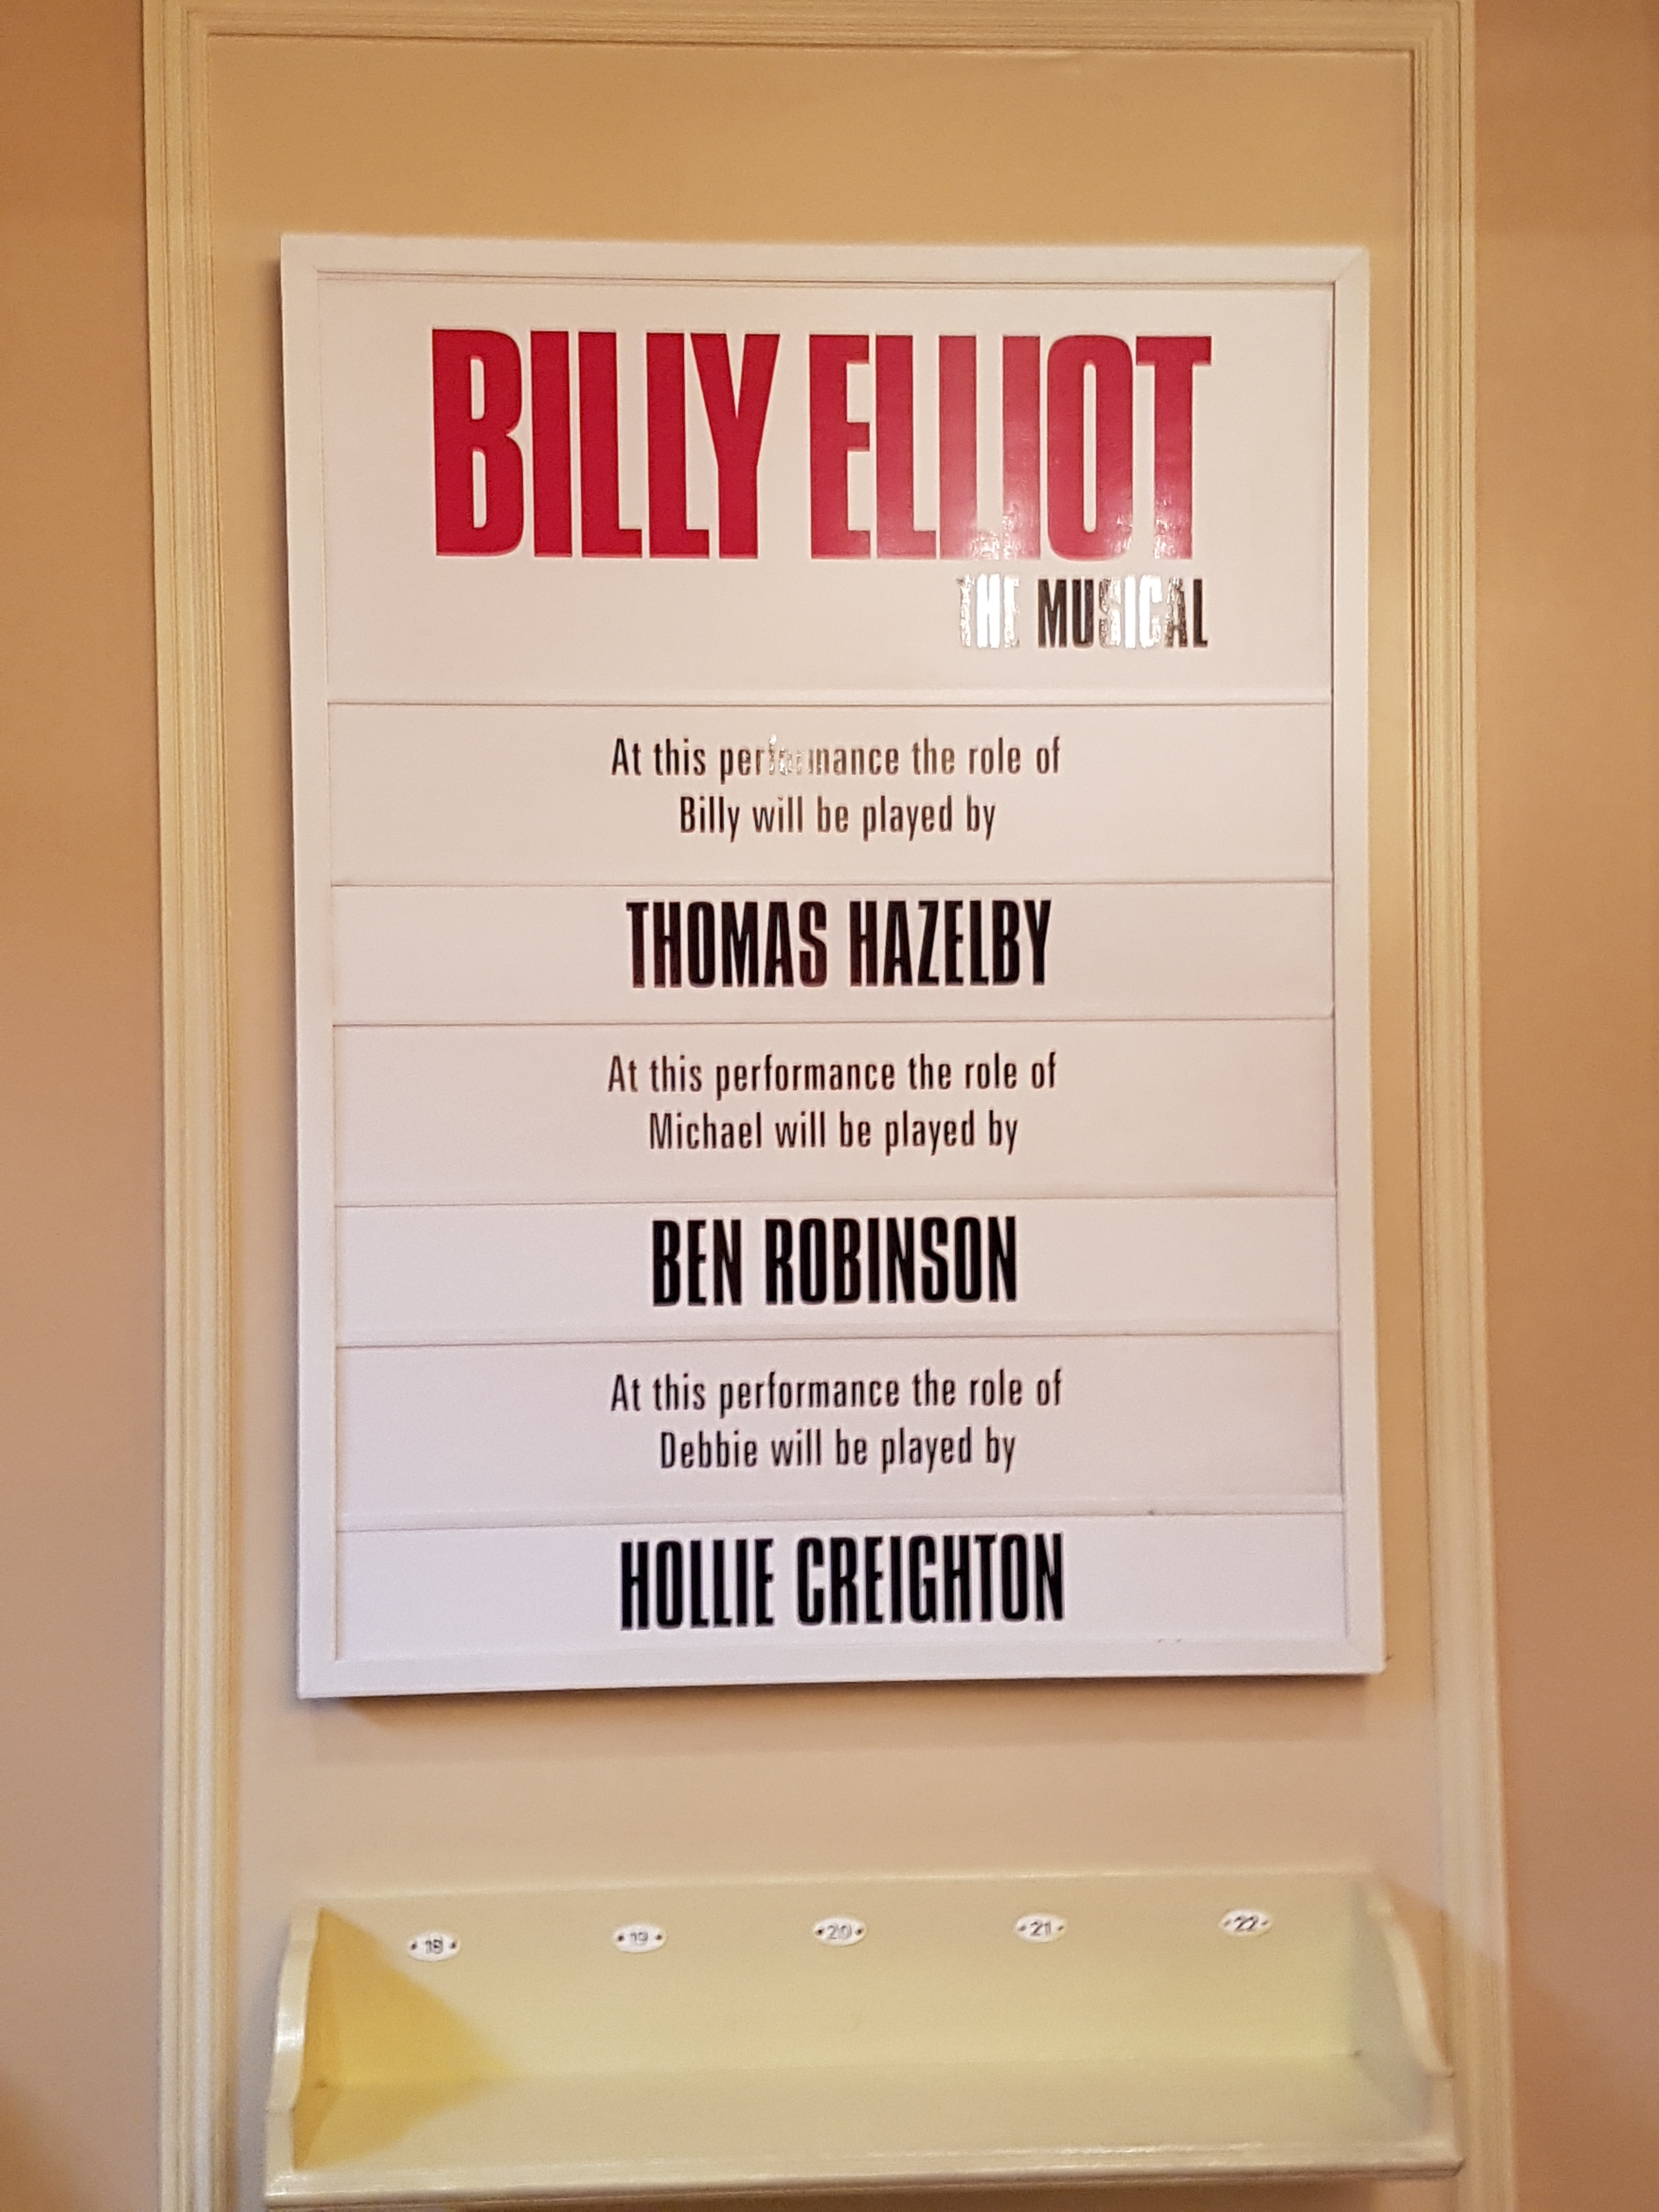 BILLY ELLIOT
THE MUSICAL
At this performance the role of
Billy will be played by
THOMAS HAZELBY
At this performance the role of
Michael will be played by
BEN ROBINSON
At this performance the role of
Debbie will be played by
HOLLIE CREIGHTON
18 19 20 21 22